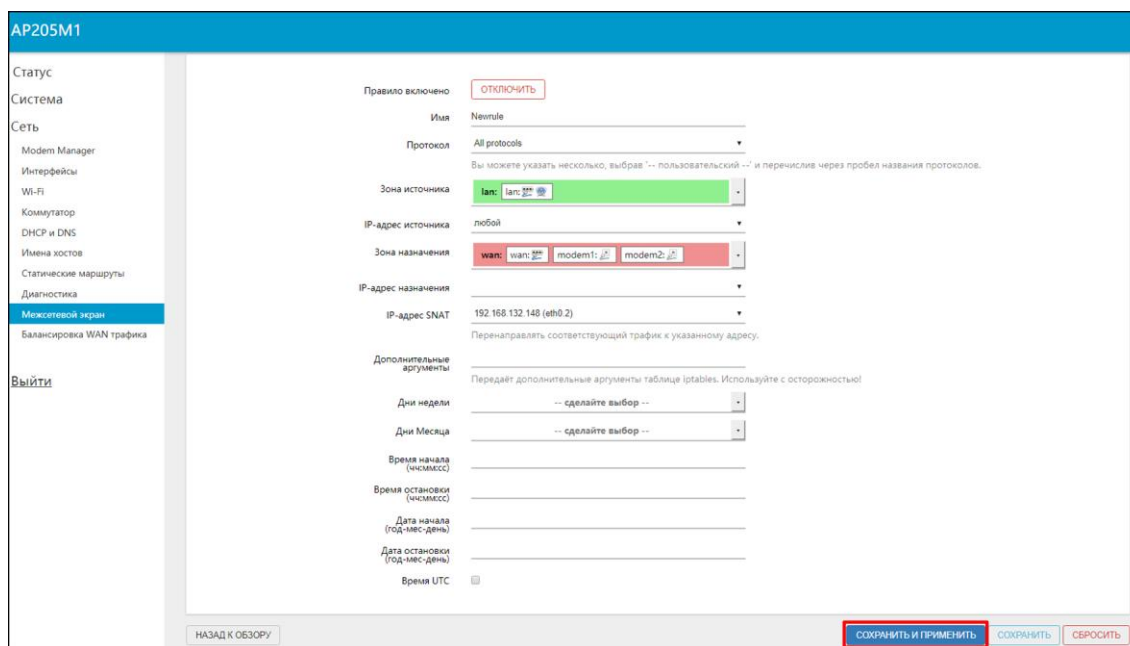 AP205M1
Статус
Система
Сеть
Modem Manager
Интерфейсы
Wi-Fi
Коммутатор
DHCP и DNS
Имена хостов
Статические маршруты
Диагностика
Межсетевой экран
Балансировка WAN трафика
Выйти
Правило включено ОТКЛЮЧИТЬ
Имя Newrule
Протокол All protocols
Вы можете указать несколько, выбрав '-- пользовательский --' и перечислив через пробел названия протоколов.
Зона источника lan: lan:
IP-адрес источника любой
Зона назначения wan: wan: modem1: modem2:
IP-адрес назначения
IP-адрес SNAT 192.168.132.148 (eth0.2)
Перенаправлять соответствующий трафик к указанному адресу.
Дополнительные
аргументы
Передаёт дополнительные аргументы таблице iptables. Используйте с осторожностью!
Дни недели -- сделайте выбор --
Дни Месяца -- сделайте выбор --
Время начала
(чч:мм:сс)
Время остановки
(чч:мм:сс)
Дата начала
(год-мес-день)
Дата остановки
(год-мес-день)
Время UTC
НАЗАД К ОБЗОРУ СОХРАНИТЬ И ПРИМЕНИТЬ СОХРАНИТЬ СБРОСИТЬ